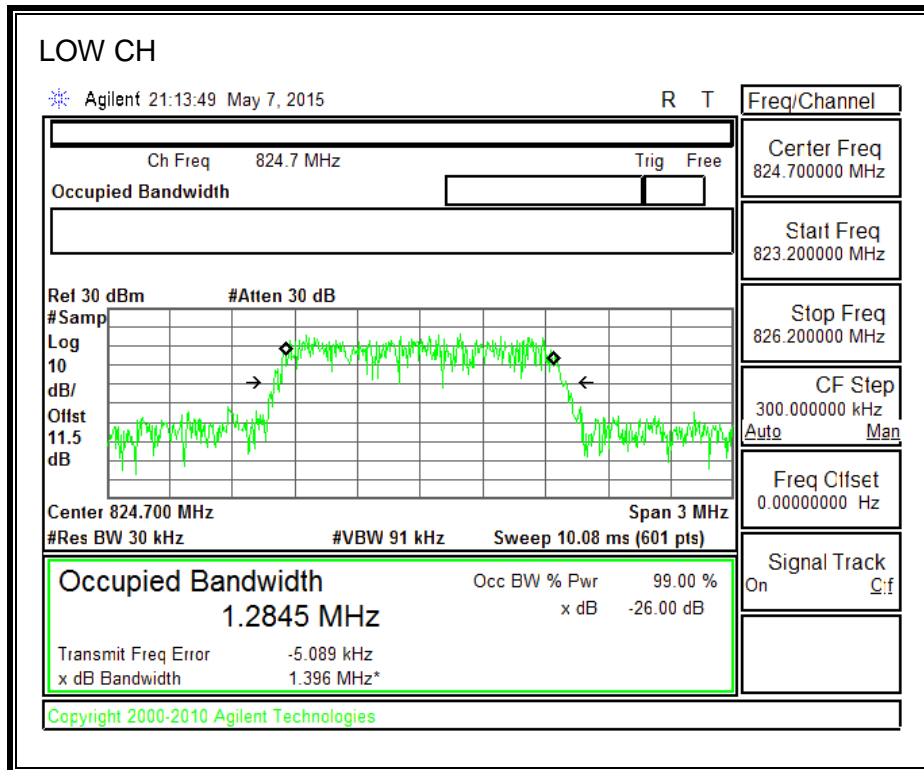 LOW CH
Agilent 21:13:49 May 7, 2015 R T
Freq/Channel
Ch Freq 824.7 MHz Trig Free
Occupied Bandwidth
Center Freq
824.700000 MHz
Start Freq
823.200000 MHz
Stop Freq
826.200000 MHz
CF Step
300.000000 kHz
Auto Man
Freq Offset
0.00000000 Hz
Signal Track
On Off
Ref 30 dBm #Atten 30 dB
#Samp
Log
10
dB/
Offst
11.5
dB
Center 824.700 MHz Span 3 MHz
#Res BW 30 kHz #VBW 91 kHz Sweep 10.08 ms (601 pts)
Occupied Bandwidth Occ BW % Pwr 99.00 %
1.2845 MHz x dB -26.00 dB
Transmit Freq Error -5.089 kHz
x dB Bandwidth 1.396 MHz*
Copyright 2000-2010 Agilent Technologies